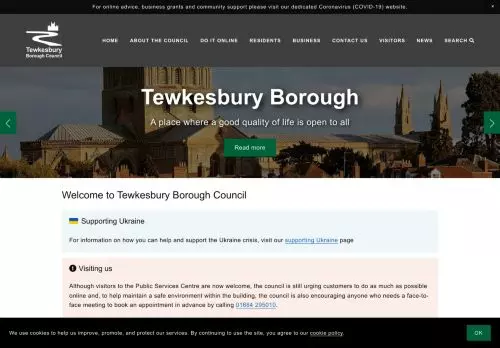 For online advice, business grants and community support please visit our dedicated Coronavirus (COVID-19) website.
×
Tewkesbury
Borough Council
HOME ABOUT THE COUNCIL DO IT ONLINE RESIDENTS BUSINESS CONTACT US VISITORS NEWS SEARCH
Tewkesbury Borough
A place where a good quality of life is open to all
Read more
Welcome to Tewkesbury Borough Council
Supporting Ukraine
For information on how you can help and support the Ukraine crisis, visit our supporting Ukraine page
Visiting us
Although visitors to the Public Services Centre are now welcome, the council is still urging customers to do as much as possible
online and, to help maintain a safe environment within the building, the council is also encouraging anyone who needs a face-to-
face meeting to book an appointment in advance by calling 01684 295010.
We use cookies to help us improve, promote, and protect our services. By continuing to use the site, you agree to our cookie policy.
OK